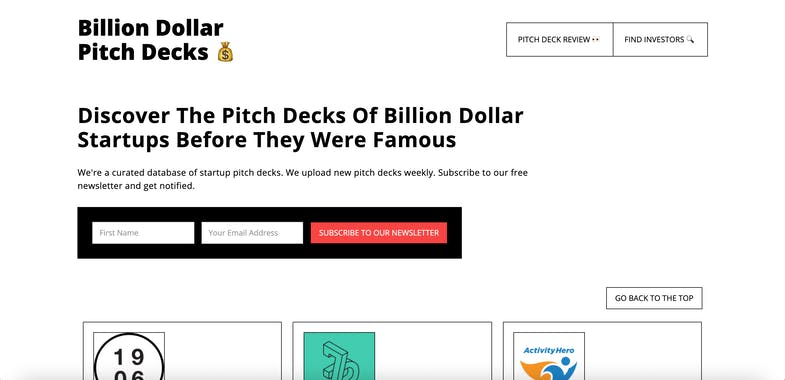 Billion Dollar
Pitch Decks 💰
PITCH DECK REVIEW 👀
FIND INVESTORS 🔍
Discover The Pitch Decks Of Billion Dollar
Startups Before They Were Famous
We're a curated database of startup pitch decks. We upload new pitch decks weekly. Subscribe to our free
newsletter and get notified.
First Name
Your Email Address
SUBSCRIBE TO OUR NEWSLETTER
GO BACK TO THE TOP
19
06
ActivityHero